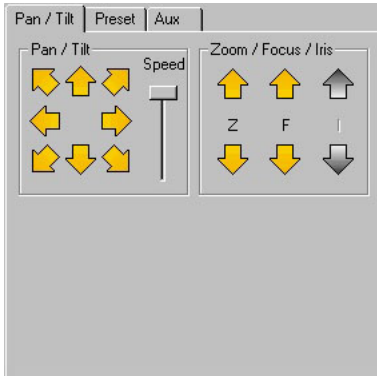 Pan / Tilt Preset Aux
Pan / Tilt
Speed
Zoom / Focus / Iris
Z F I